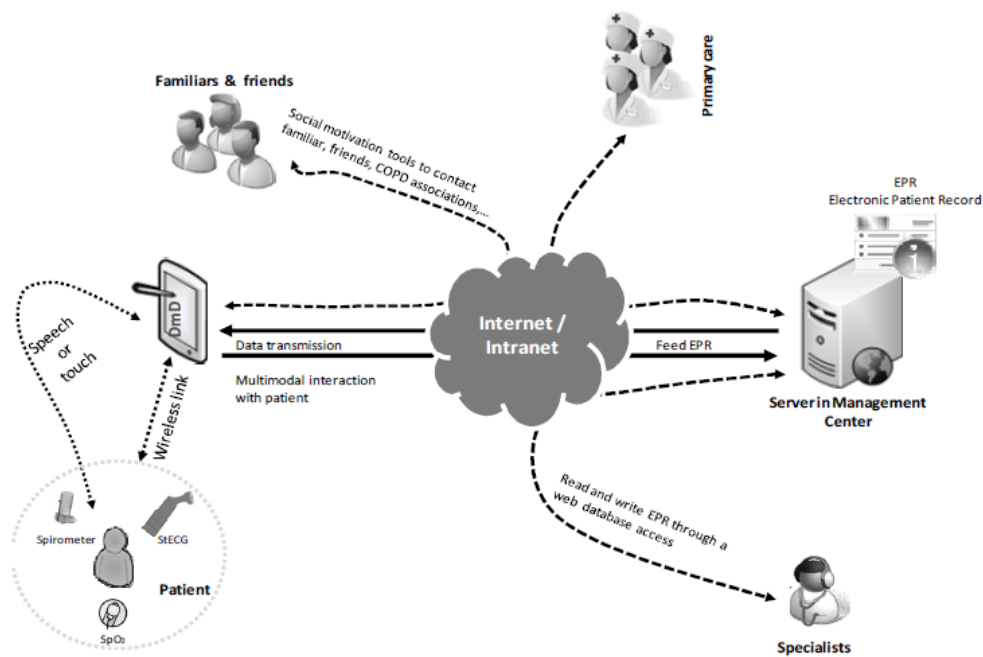 Familiars & friends
Social motivation tools to contact
familiar, friends, COPD associations,...
Primary care
EPR
Electronic Patient Record
DmD
Speech
or
touch
Wireless link
Data transmission
Multimodal interaction
with patient
Internet /
Intranet
Feed EPR
Server in Management
Center
Read and write EPR through a
web database access
Spirometer
StECG
Patient
SpO₂
Specialists